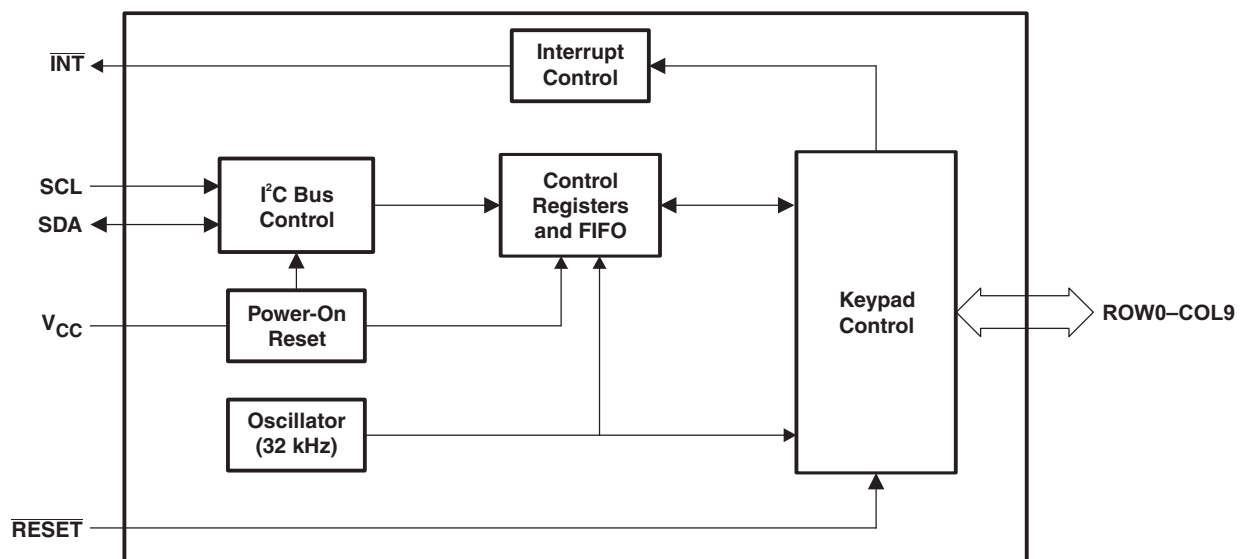 INT
Interrupt
Control
SCL
SDA
I²C Bus
Control
Control
Registers
and FIFO
Keypad
Control
ROW0–COL9
VCC
Power-On
Reset
Oscillator
(32 kHz)
RESET